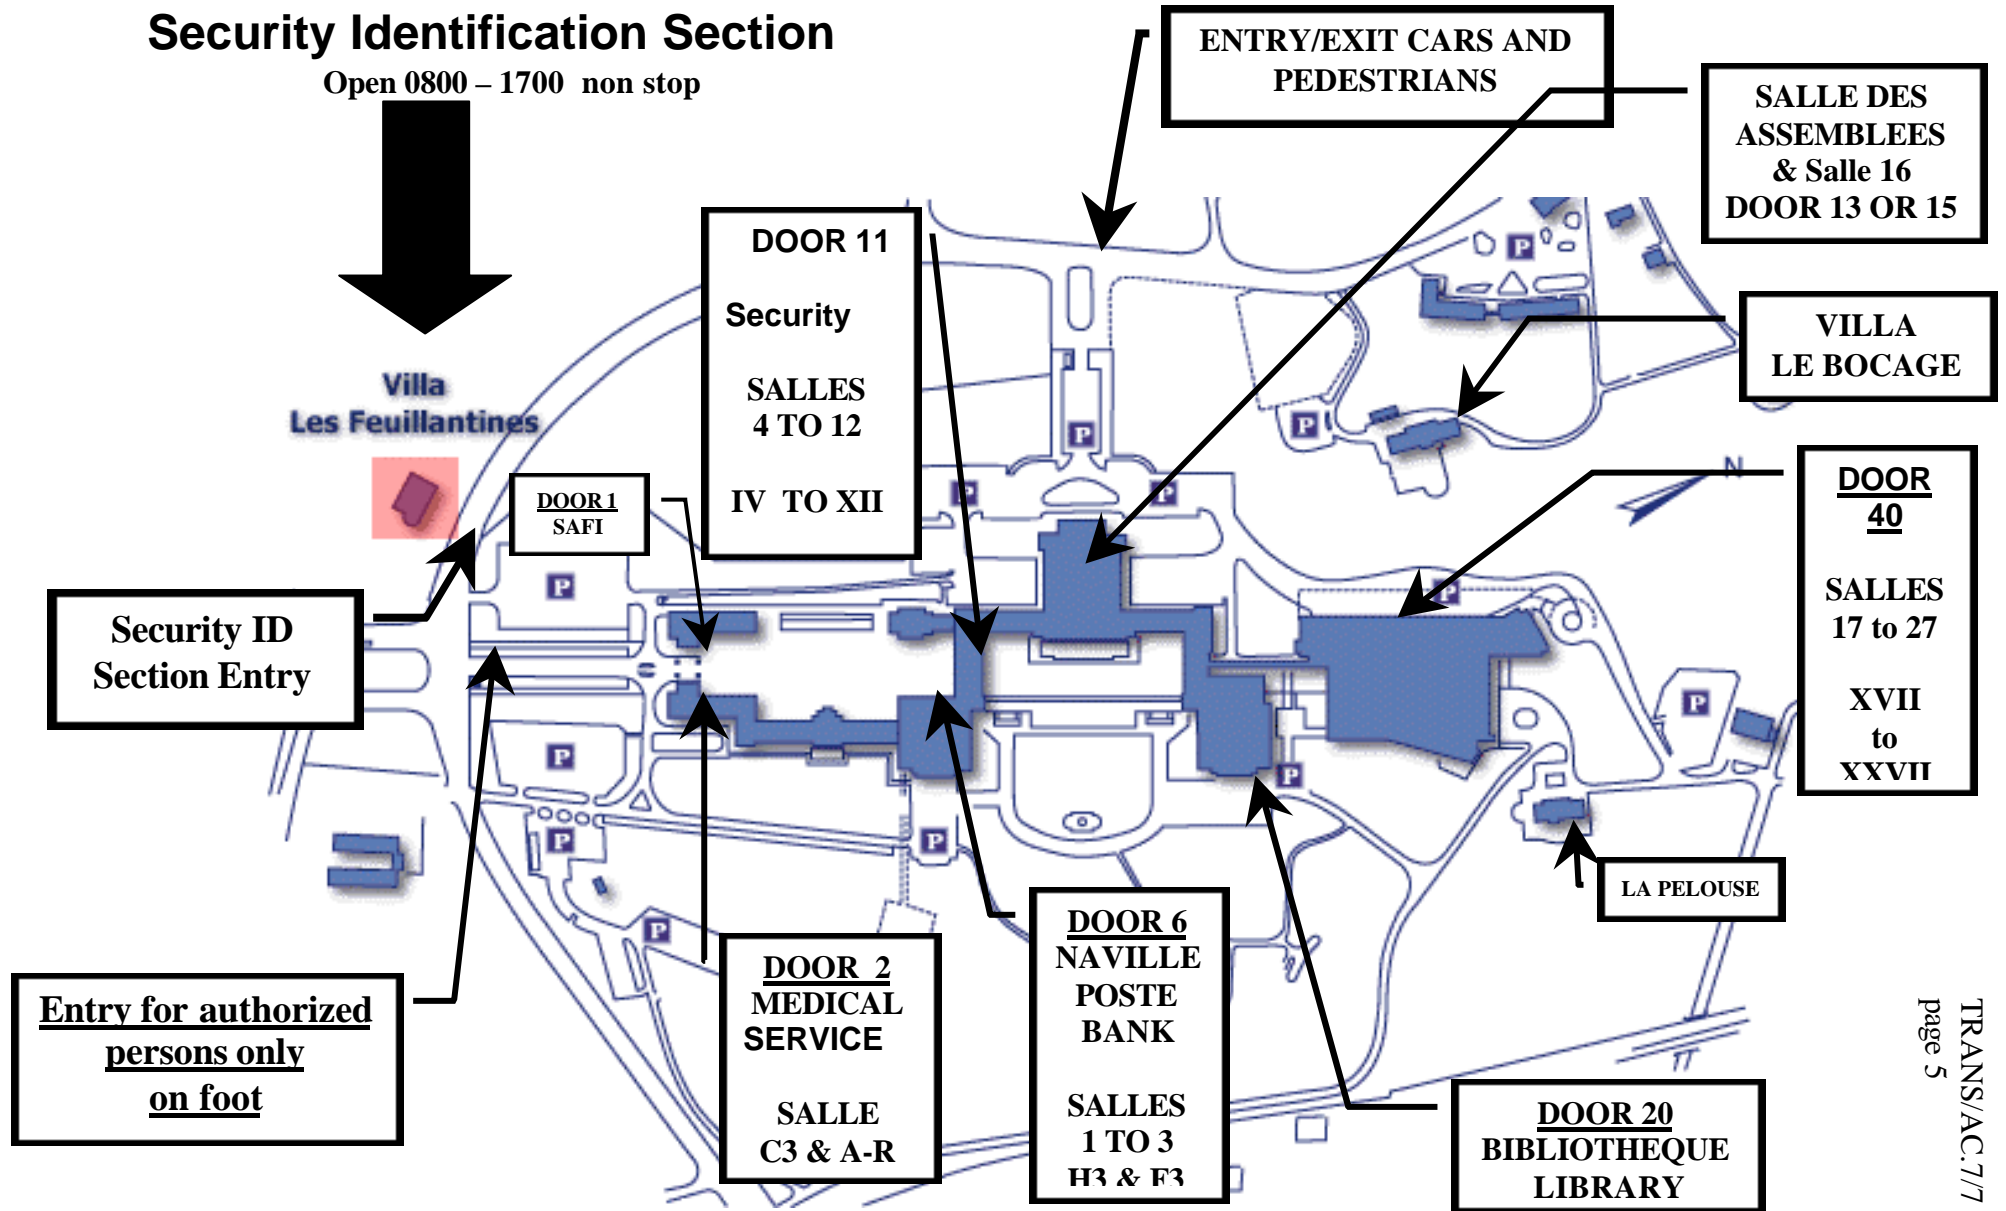 Security Identification Section
Open 0800 – 1700 non stop
ENTRY/EXIT CARS AND
PEDESTRIANS
SALLE DES
ASSEMBLEES
& Salle 16
DOOR 13 OR 15
DOOR 11
Security
SALLES
4 TO 12
IV TO XII
VILLA
LE BOCAGE
Villa
Les Feuillantines
DOOR 1
SAFI
DOOR
40
SALLES
17 to 27
XVII
to
XXVII
N
P
P
P
P
P
P
P
P
P
P
P
P
P
Security ID
Section Entry
LA PELOUSE
Entry for authorized
persons only
on foot
DOOR 2
MEDICAL
SERVICE
SALLE
C3 & A-R
DOOR 6
NAVILLE
POSTE
BANK
SALLES
1 TO 3
H3 & F3
DOOR 20
BIBLIOTHEQUE
LIBRARY
TRANS/AC.7/7
page 5